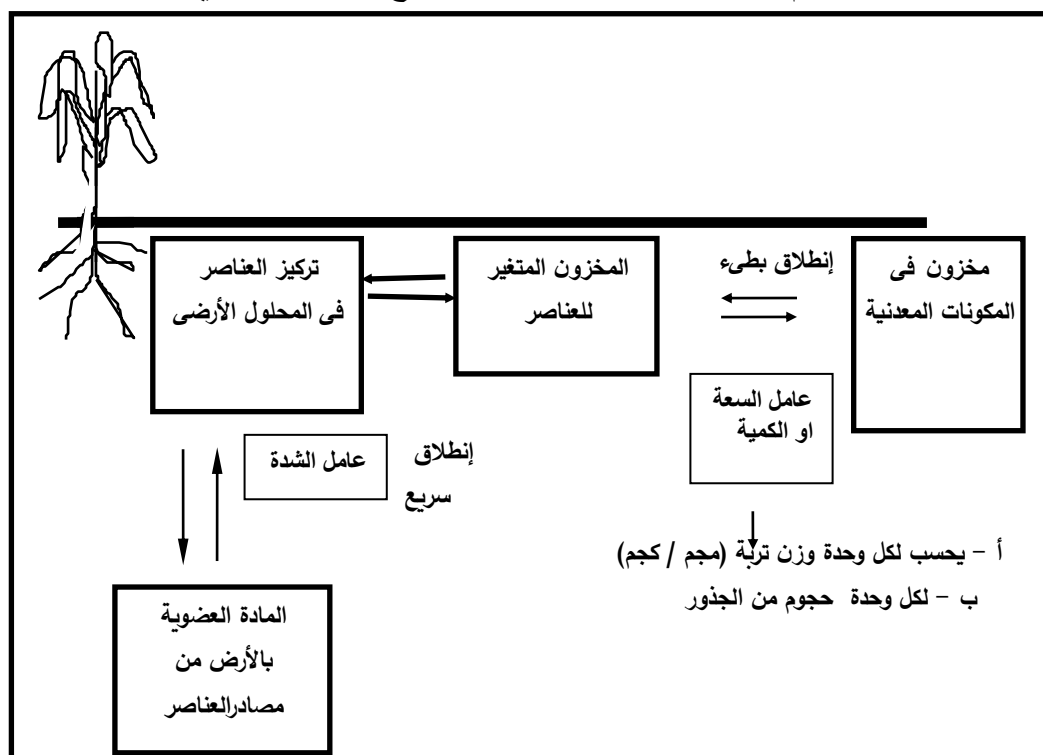 مخزون فى
المكونات المعدنية
إنطلاق بطىء
المخزون المتغير
للعناصر
تركيز العناصر
فى المحلول الأرضى
عامل السعة
او الكمية
إنطلاق
سريع
عامل الشدة
أ – يحسب لكل وحدة وزن تربة (مجم / كجم)
ب – لكل وحدة حجوم من الجذور
المادة العضوية
بالأرض من
مصادرالعناصر